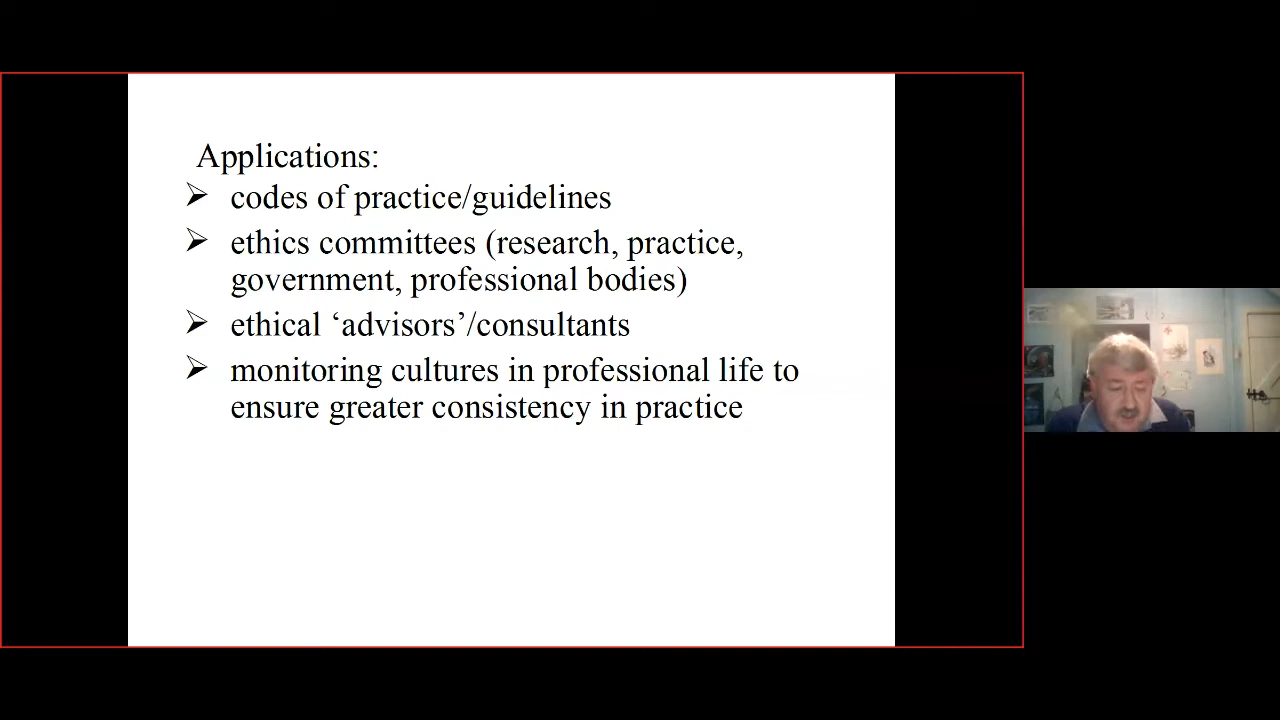 Applications:
➢ codes of practice/guidelines
➢ ethics committees (research, practice,
government, professional bodies)
➢ ethical ‘advisors’/consultants
➢ monitoring cultures in professional life to
ensure greater consistency in practice